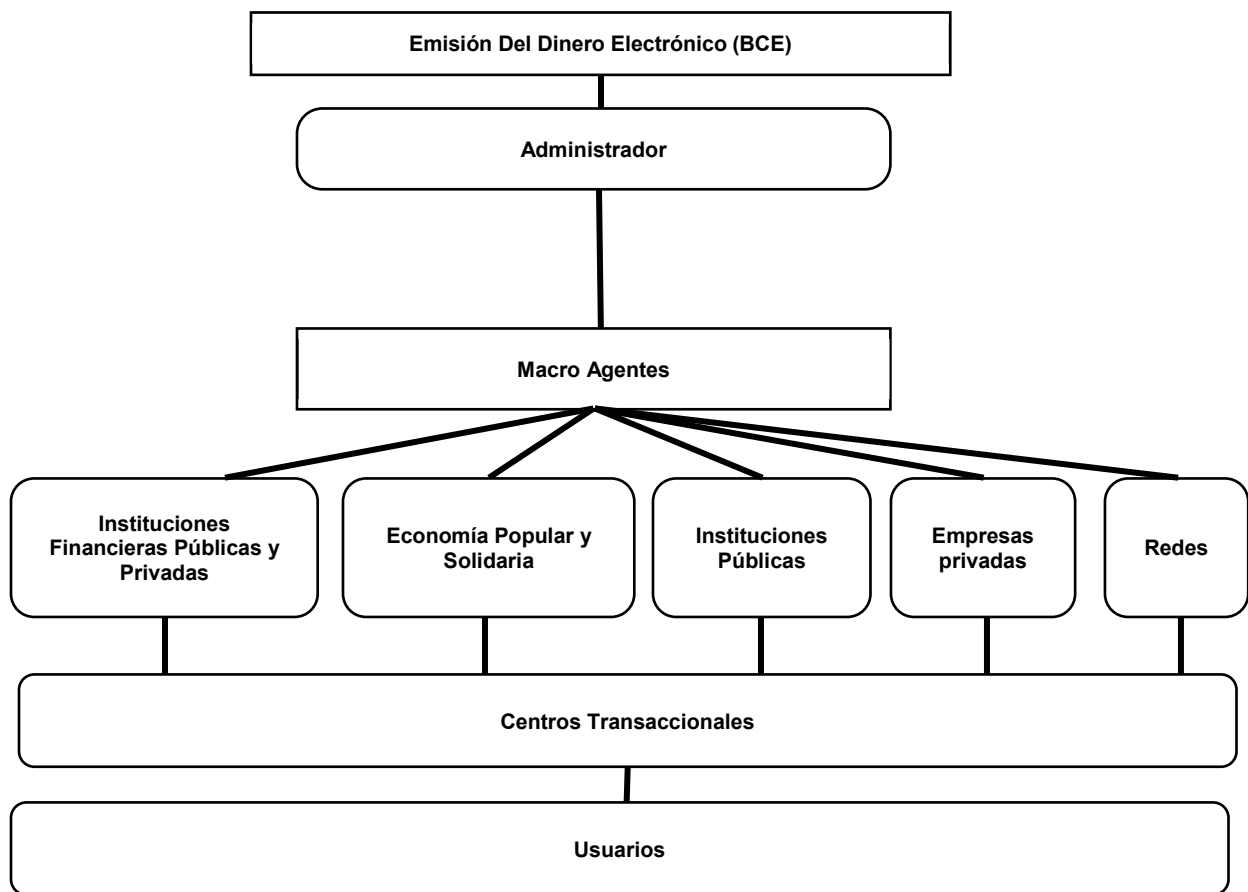 Emisión Del Dinero Electrónico (BCE)
Administrador
Macro Agentes
Instituciones
Financieras Públicas y
Privadas
Economía Popular y
Solidaria
Instituciones
Públicas
Empresas
privadas
Redes
Centros Transaccionales
Usuarios